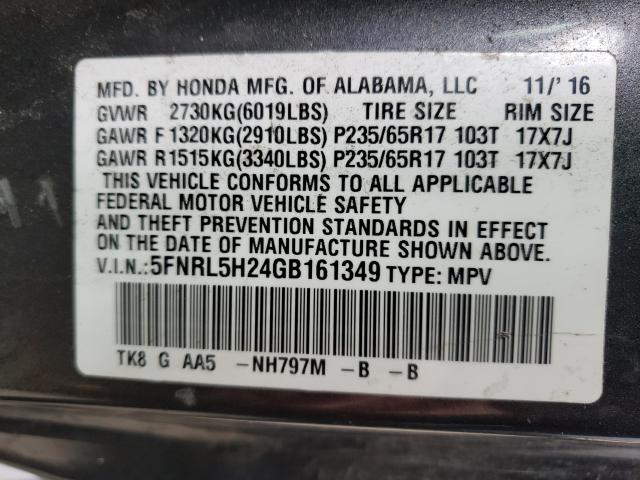 MFD. BY HONDA MFG. OF ALABAMA, LLC 11/'16
GVWR 2730KG(6019LBS) TIRE SIZE RIM SIZE
GAWR F 1320KG(2910LBS) P235/65R17 103T 17X7J
GAWR R1515KG(3340LBS) P235/65R17 103T 17X7J
THIS VEHICLE CONFORMS TO ALL APPLICABLE
FEDERAL MOTOR VEHICLE SAFETY
AND THEFT PREVENTION STANDARDS IN EFFECT
ON THE DATE OF MANUFACTURE SHOWN ABOVE.
V.I.N.:5FNRL5H24GB161349 TYPE: MPV
TK8 G AA5 -NH797M -B -B